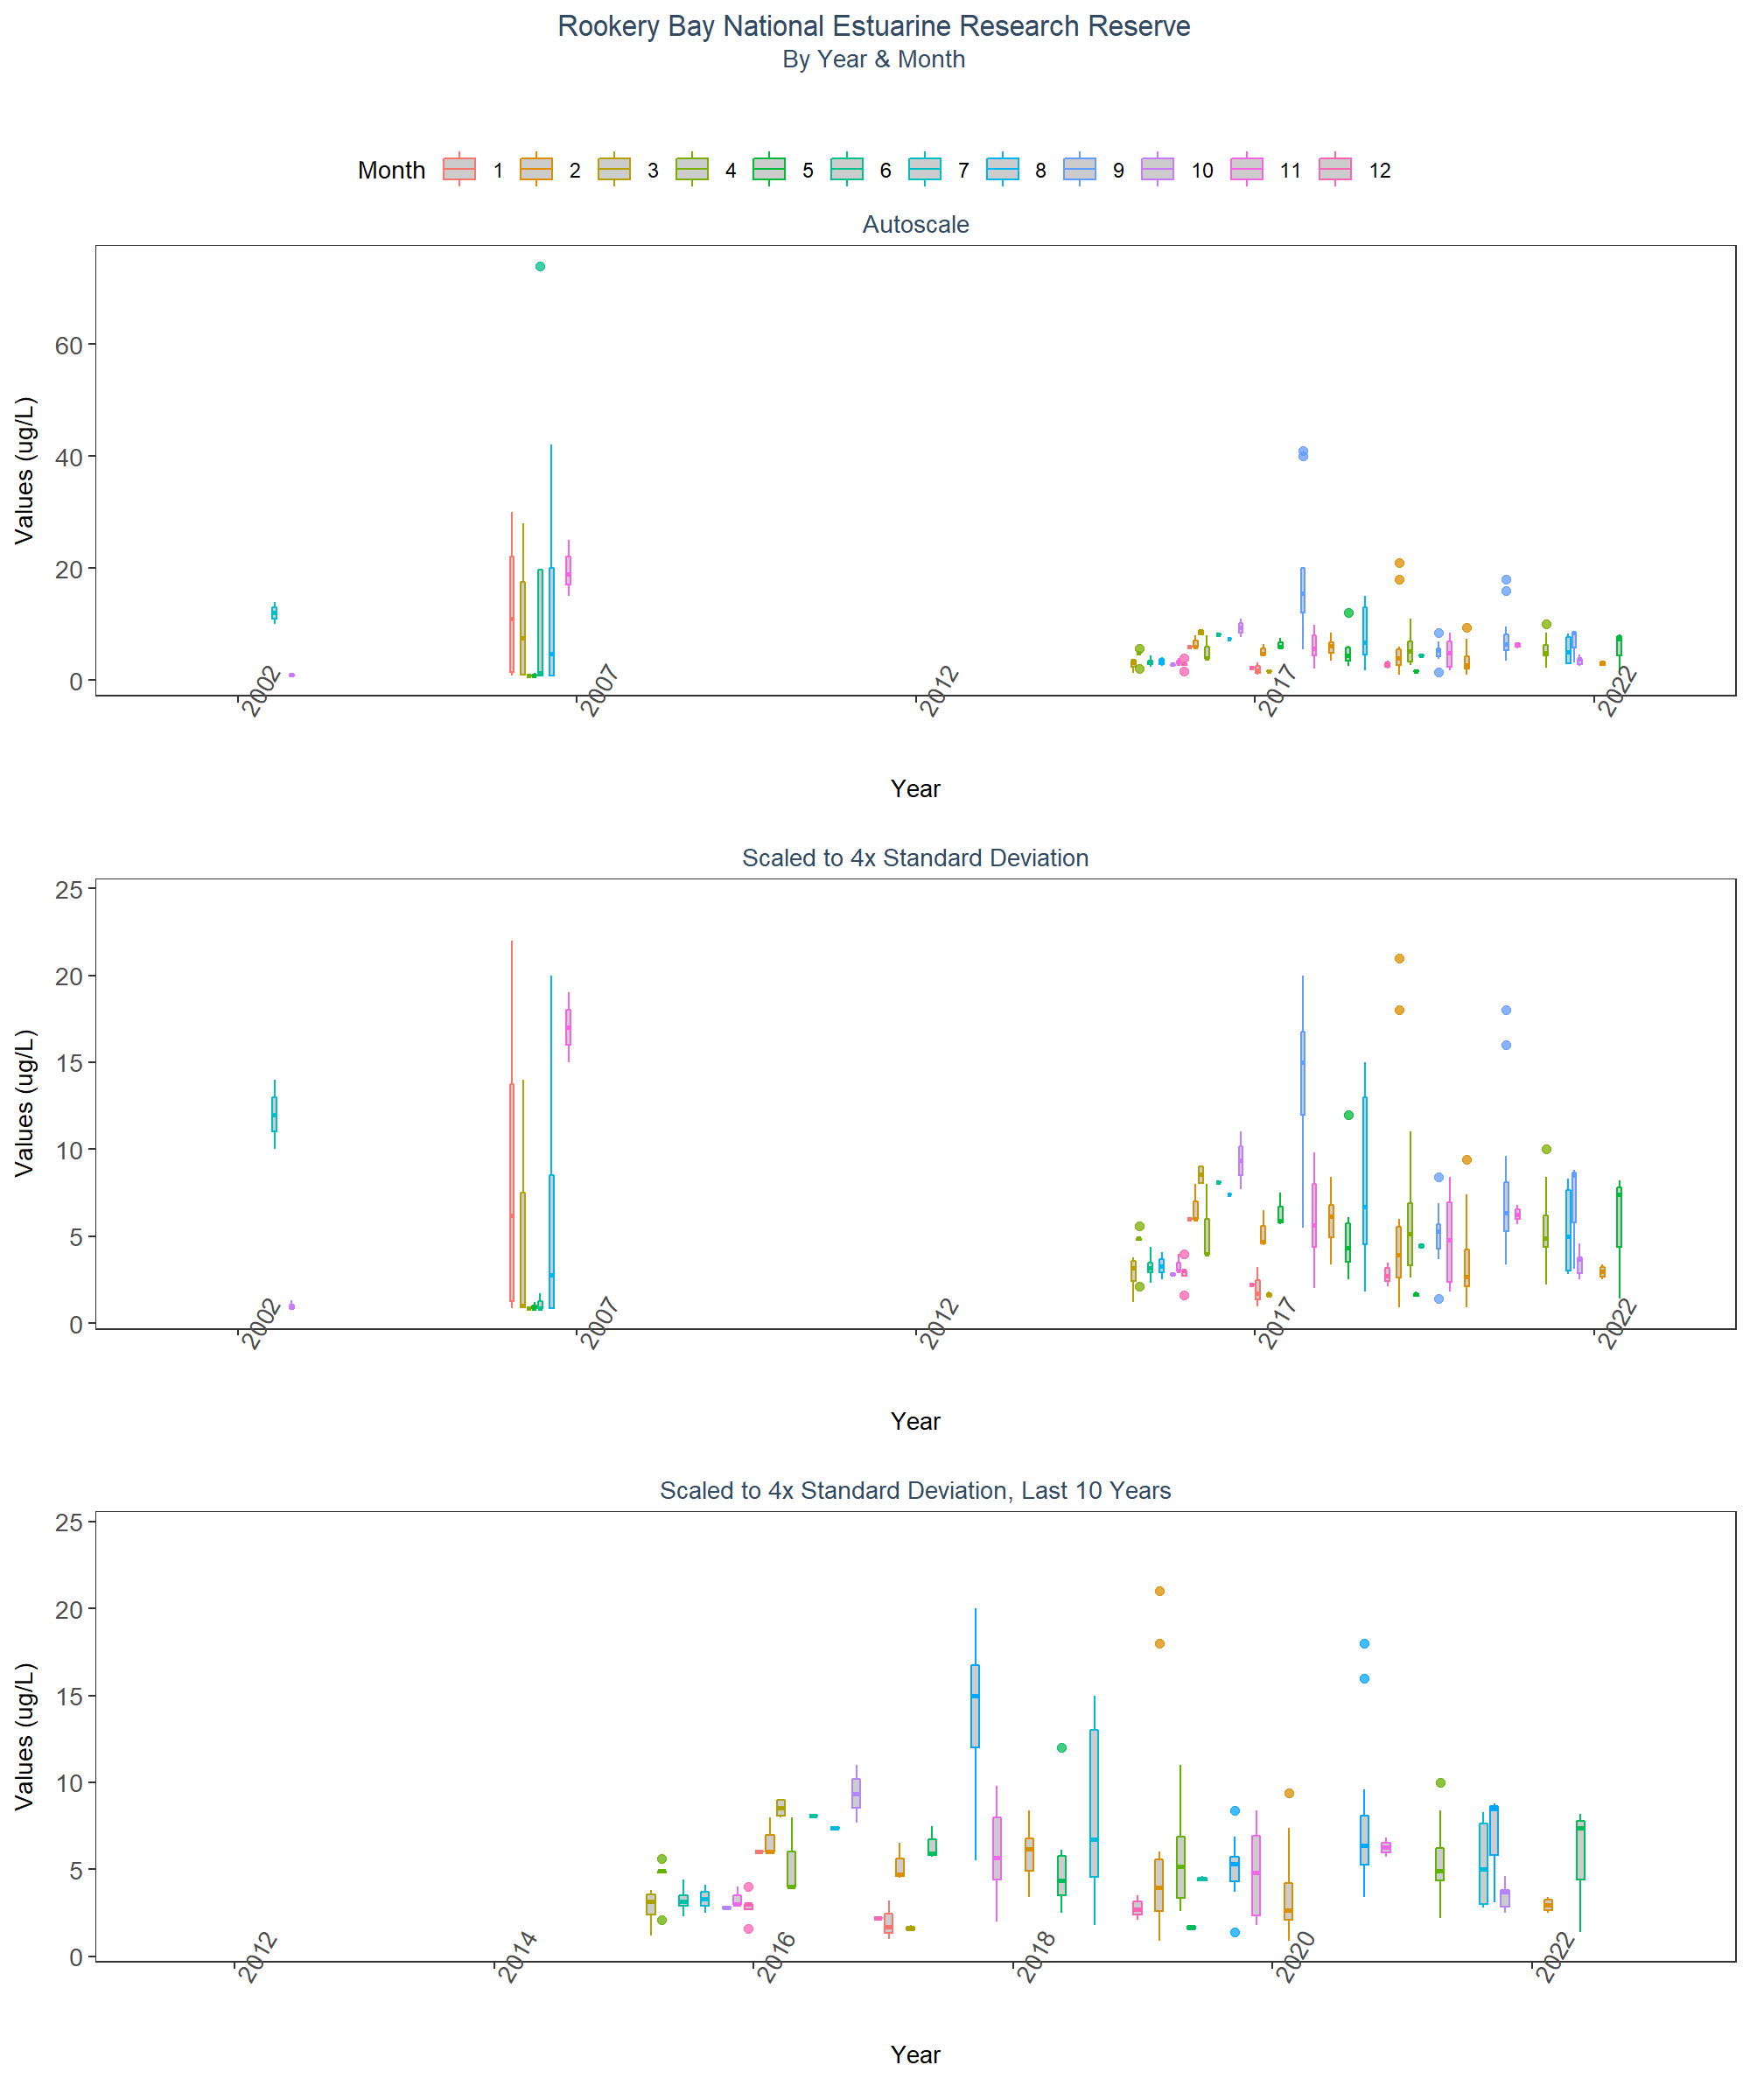 Rookery Bay National Estuarine Research Reserve
By Year & Month
Month 1 2 3 4 5 6 7 8 9 10 11 12
Autoscale
Values (ug/L)
60
40
20
0
2002 2007 2012 2017 2022
Year
Scaled to 4x Standard Deviation
Values (ug/L)
25
20
15
10
5
0
2002 2007 2012 2017 2022
Year
Scaled to 4x Standard Deviation, Last 10 Years
Values (ug/L)
25
20
15
10
5
0
2012 2014 2016 2018 2020 2022
Year